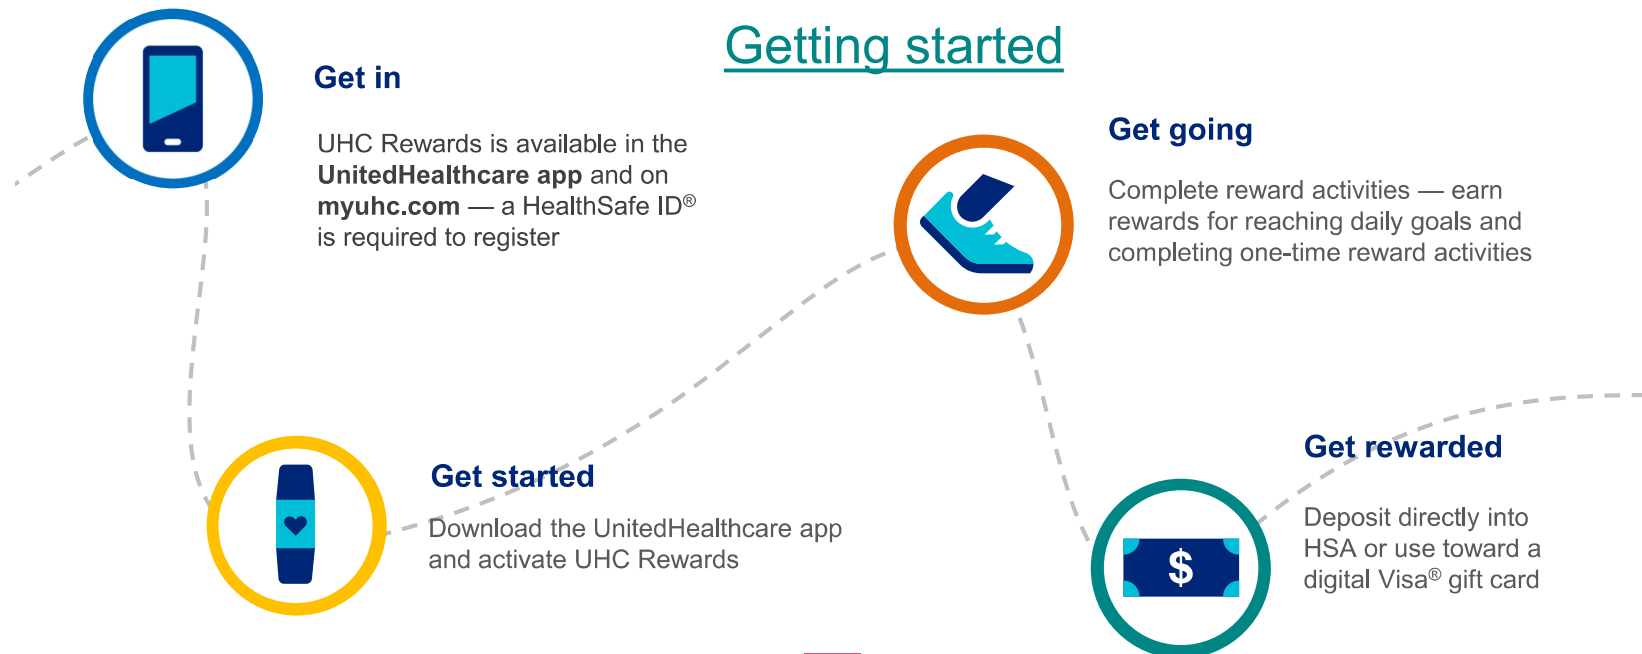 Getting started
Get in
UHC Rewards is available in the
UnitedHealthcare app and on
myuhc.com — a HealthSafe ID®
is required to register
Get started
Download the UnitedHealthcare app
and activate UHC Rewards
Get going
Complete reward activities — earn
rewards for reaching daily goals and
completing one-time reward activities
$
Get rewarded
Deposit directly into
HSA or use toward a
digital Visa® gift card